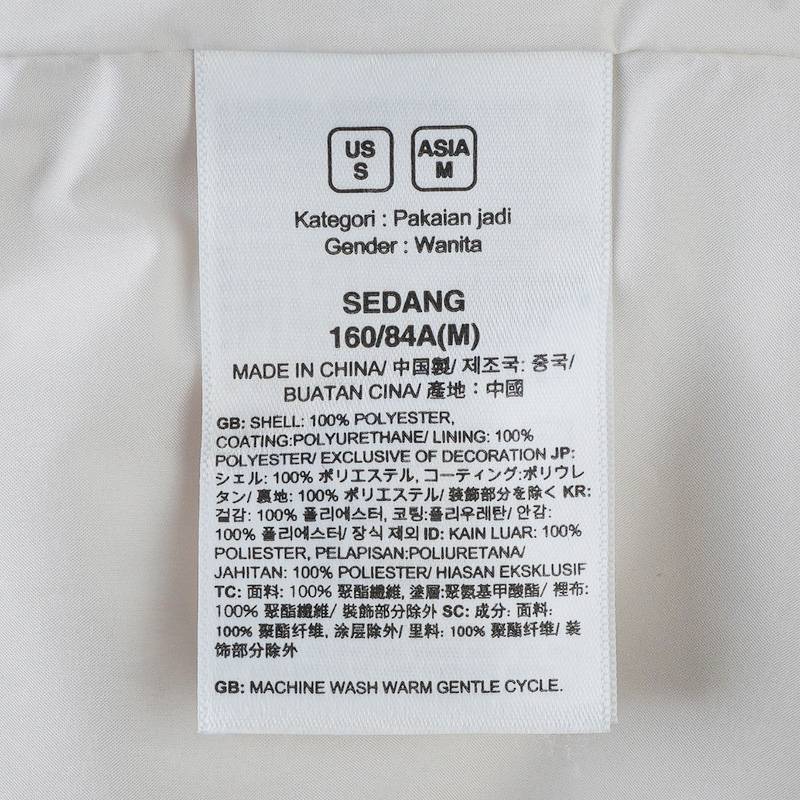 US
S
ASIA
M
Kategori : Pakaian jadi
Gender : Wanita
SEDANG
160/84A(M)
MADE IN CHINA/ 中国製/ 제조국: 중국/
BUATAN CINA/ 產地：中國
GB: SHELL: 100% POLYESTER,
COATING:POLYURETHANE/ LINING: 100%
POLYESTER/ EXCLUSIVE OF DECORATION JP:
シェル: 100% ポリエステル, コーティング:ポリウレ
タン/ 裏地: 100% ポリエステル/ 装飾部分を除く KR:
겉감: 100% 폴리에스터, 코팅:폴리우레탄/ 안감:
100% 폴리에스터/ 장식 제외 ID: KAIN LUAR: 100%
POLIESTER, PELAPISAN:POLIURETANA/
JAHITAN: 100% POLIESTER/ HIASAN EKSKLUSIF
TC: 面料: 100% 聚酯纖維, 塗層:聚氨基甲酸酯/ 裡布:
100% 聚酯纖維/ 裝飾部分除外 SC: 成分: 面料:
100% 聚酯纤维, 涂层除外/ 里料: 100% 聚酯纤维/ 装
饰部分除外
GB: MACHINE WASH WARM GENTLE CYCLE.